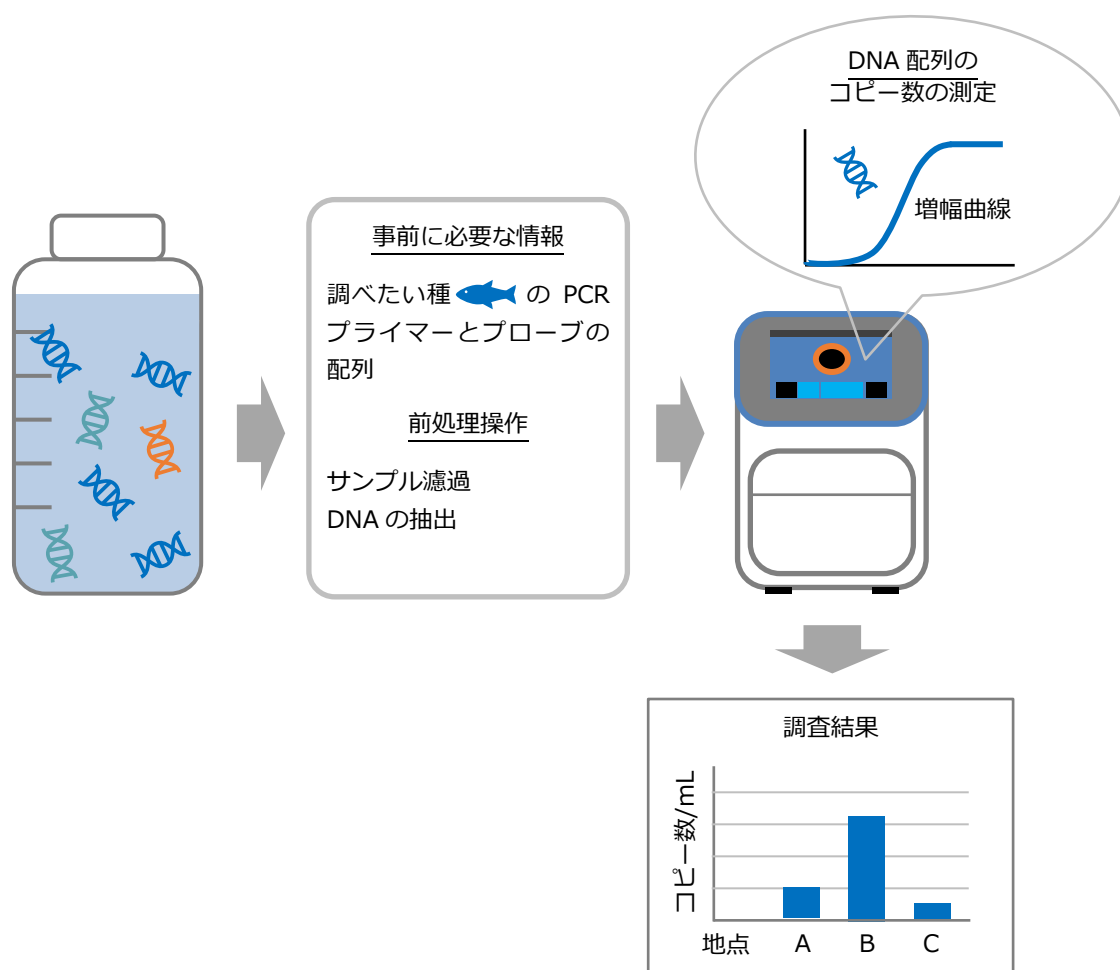 DNA 配列の
コピー数の測定
増幅曲線
事前に必要な情報
調べたい種 の PCR
プライマーとプローブの
配列
前処理操作
サンプル濾過
DNA の抽出
調査結果
コピー数/mL
地点 A B C